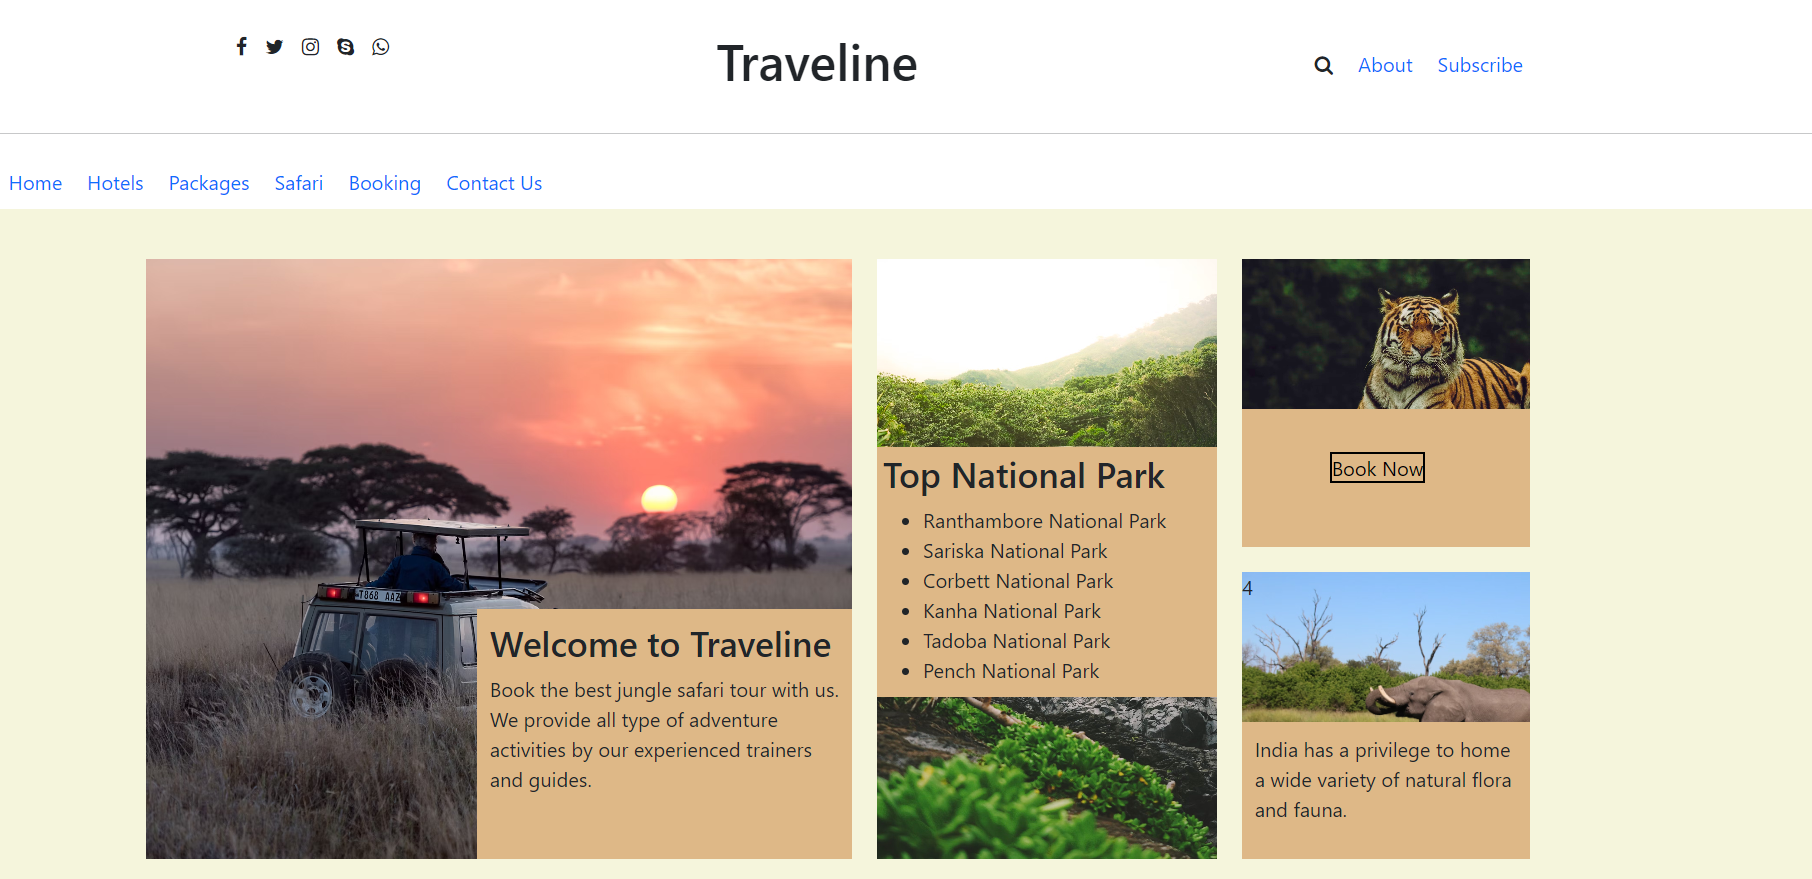 Traveline
About Subscribe
Home Hotels Packages Safari Booking Contact Us
T868 AAZ
Welcome to Traveline
Book the best jungle safari tour with us.
We provide all type of adventure
activities by our experienced trainers
and guides.
Top National Park
Ranthambore National Park
Sariska National Park
Corbett National Park
Kanha National Park
Tadoba National Park
Pench National Park
Book Now
4
India has a privilege to home
a wide variety of natural flora
and fauna.